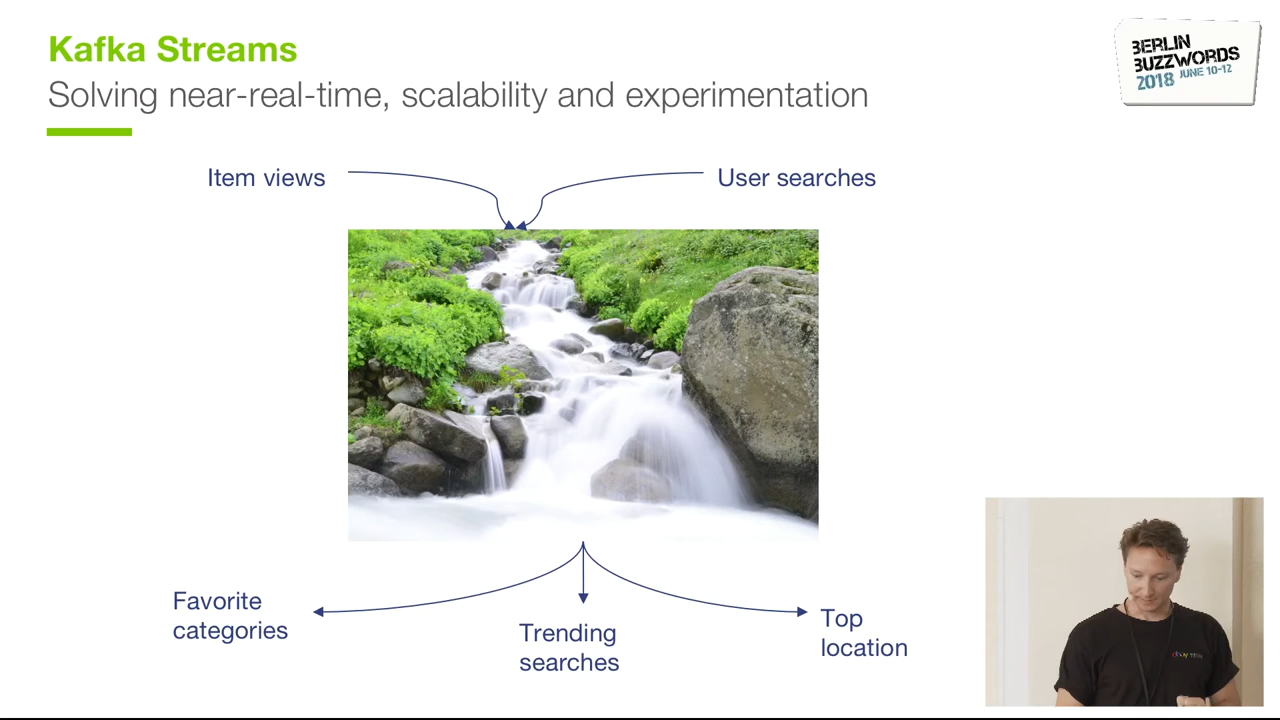 Kafka Streams
Solving near-real-time, scalability and experimentation
BERLIN
BUZZWORDS
2018 JUNE 10-12
Item views
User searches
Favorite
categories
Trending
searches
Top
location